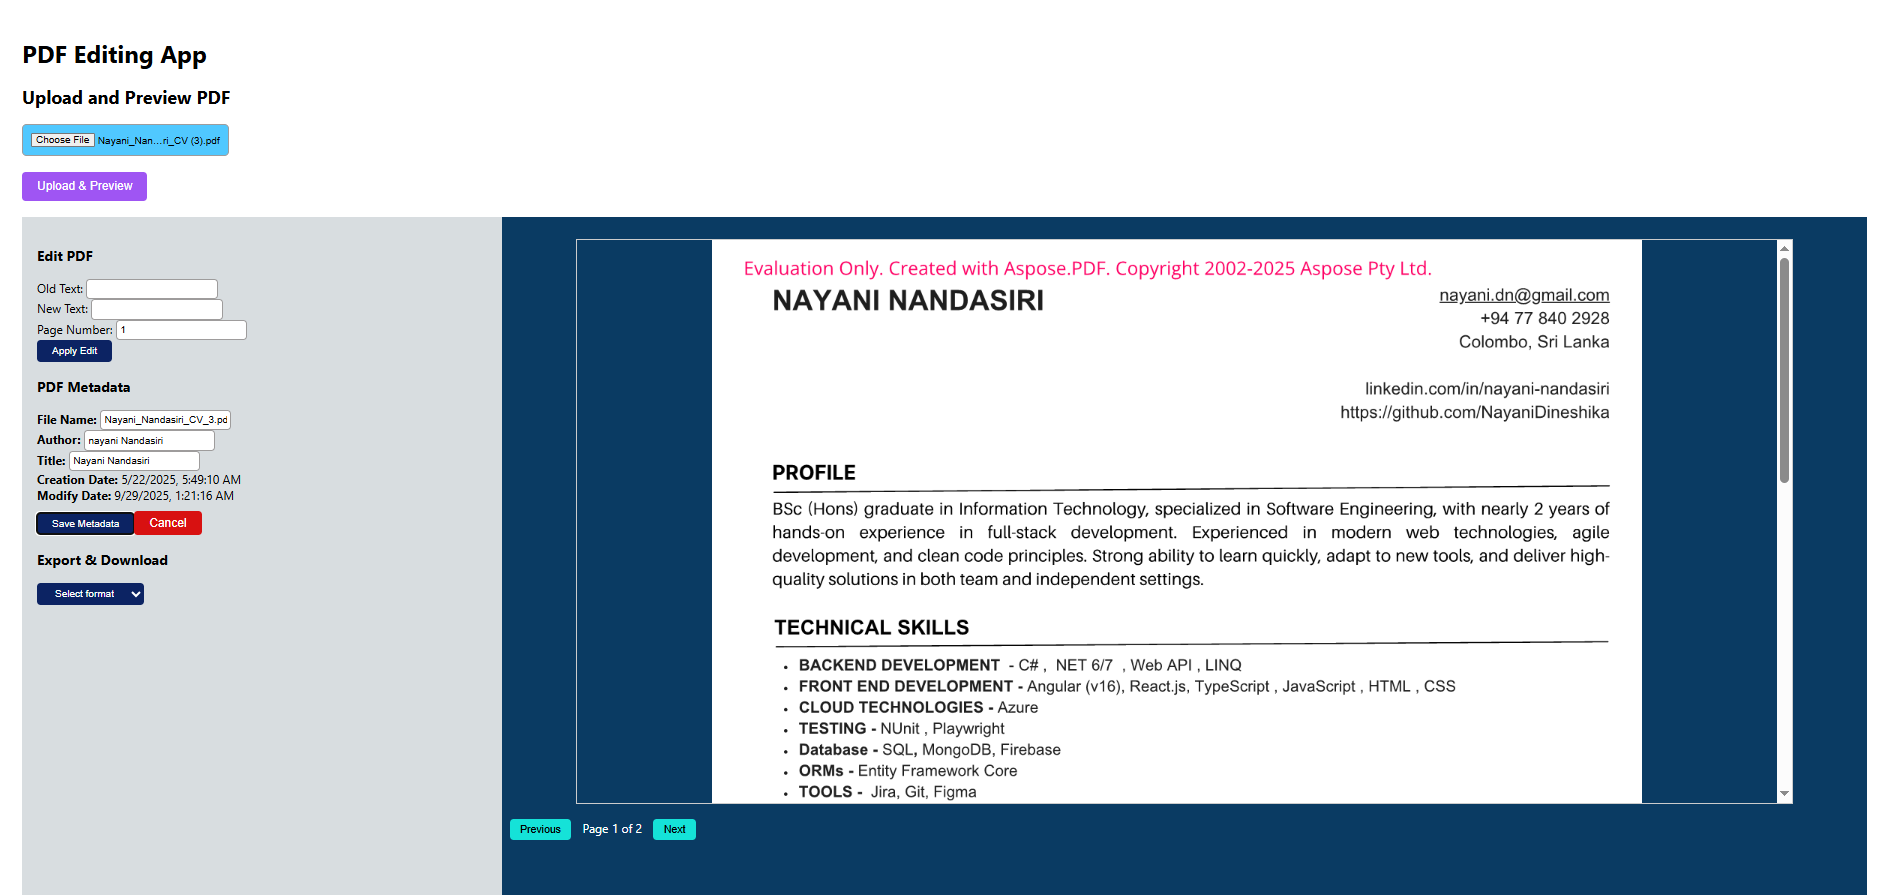 PDF Editing App
Upload and Preview PDF
Choose File Nayani_Nan...ri_CV (3).pdf
Upload & Preview
Edit PDF
Old Text:
New Text:
Page Number: 1
Apply Edit
PDF Metadata
File Name: Nayani_Nandasiri_CV_3.pd
Author: nayani Nandasiri
Title: Nayani Nandasiri
Creation Date: 5/22/2025, 5:49:10 AM
Modify Date: 9/29/2025, 1:21:16 AM
Save Metadata Cancel
Export & Download
Select format
Evaluation Only. Created with Aspose.PDF. Copyright 2002-2025 Aspose Pty Ltd.
NAYANI NANDASIRI
nayani.dn@gmail.com
+94 77 840 2928
Colombo, Sri Lanka
linkedin.com/in/nayani-nandasiri
https://github.com/NayaniDineshika
PROFILE
BSc (Hons) graduate in Information Technology, specialized in Software Engineering, with nearly 2 years of
hands-on experience in full-stack development. Experienced in modern web technologies, agile
development, and clean code principles. Strong ability to learn quickly, adapt to new tools, and deliver high-
quality solutions in both team and independent settings.
TECHNICAL SKILLS
• BACKEND DEVELOPMENT - C# , NET 6/7 , Web API , LINQ
• FRONT END DEVELOPMENT - Angular (v16), React.js, TypeScript , JavaScript , HTML , CSS
• CLOUD TECHNOLOGIES - Azure
• TESTING - NUnit , Playwright
• Database - SQL, MongoDB, Firebase
• ORMs - Entity Framework Core
• TOOLS - Jira, Git, Figma
Previous Page 1 of 2 Next